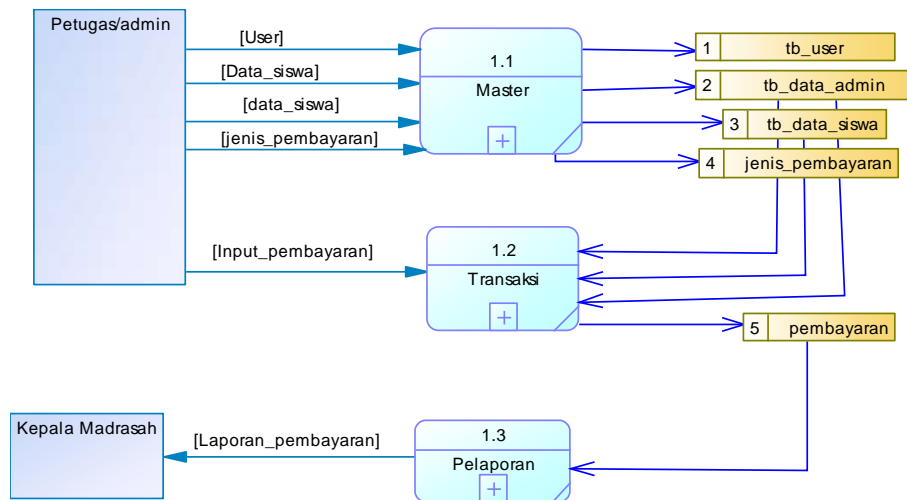 Petugas/admin
[User]
[Data_siswa]
[data_siswa]
[jenis_pembayaran]
[Input_pembayaran]
1.1
Master
+
1 tb_user
2 tb_data_admin
3 tb_data_siswa
4 jenis_pembayaran
1.2
Transaksi
+
5 pembayaran
Kepala Madrasah
[Laporan_pembayaran]
1.3
Pelaporan
+